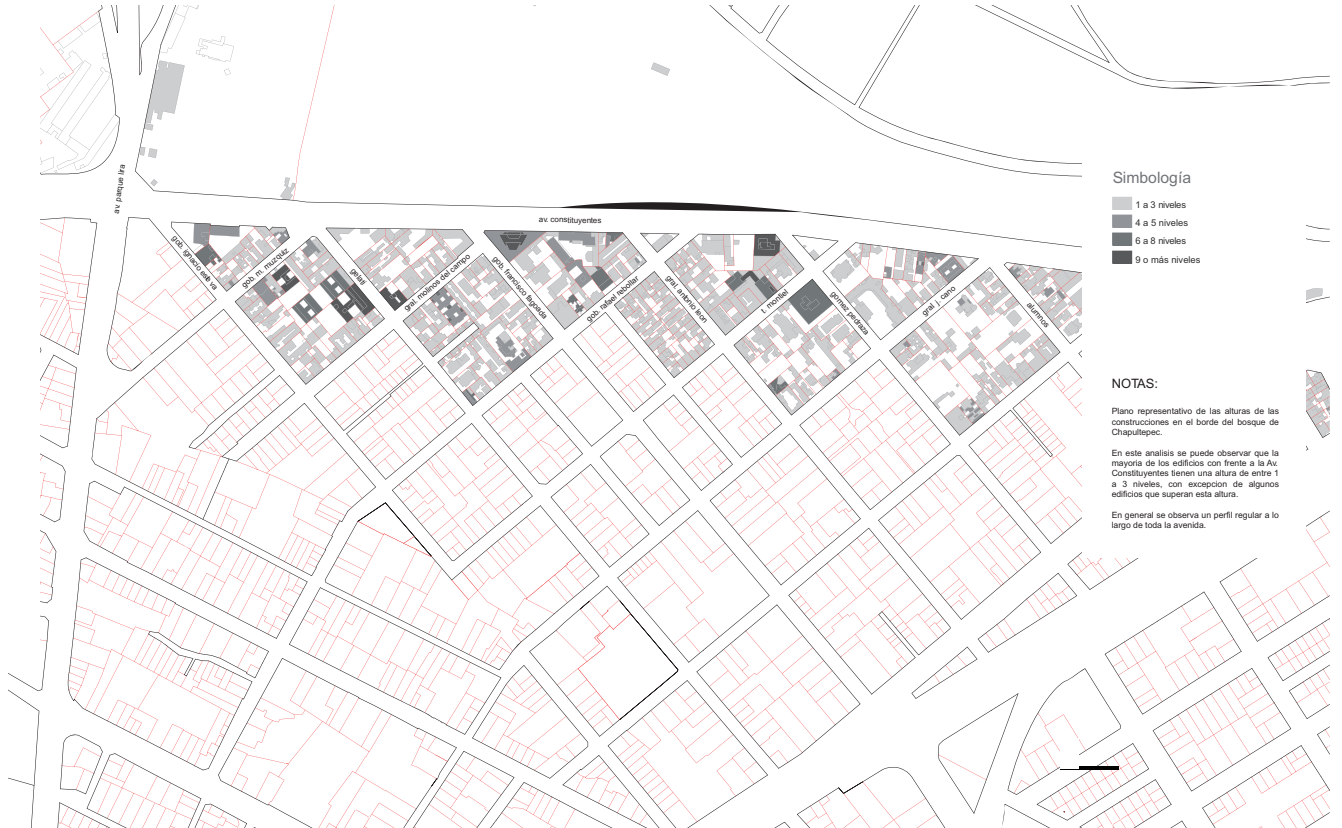 av. parque lira
av. constituyentes
gob. ignacio esteva
gob. m. muzquiz
gelati
gral. molinos del campo
gob. francisco fagoada
gob. rafael rebollar
gral. antonio leon
t. montiel
gomez pedraza
gral j. cano
alumnos
Simbología
1 a 3 niveles
4 a 5 niveles
6 a 8 niveles
9 o más niveles
NOTAS:
Plano representativo de las alturas de las
construcciones en el borde del bosque de
Chapultepec.
En este analisis se puede observar que la
mayoria de los edificios con frente a la Av.
Constituyentes tienen una altura de entre 1
a 3 niveles, con excepcion de algunos
edificios que superan esta altura.
En general se observa un perfil regular a lo
largo de toda la avenida.